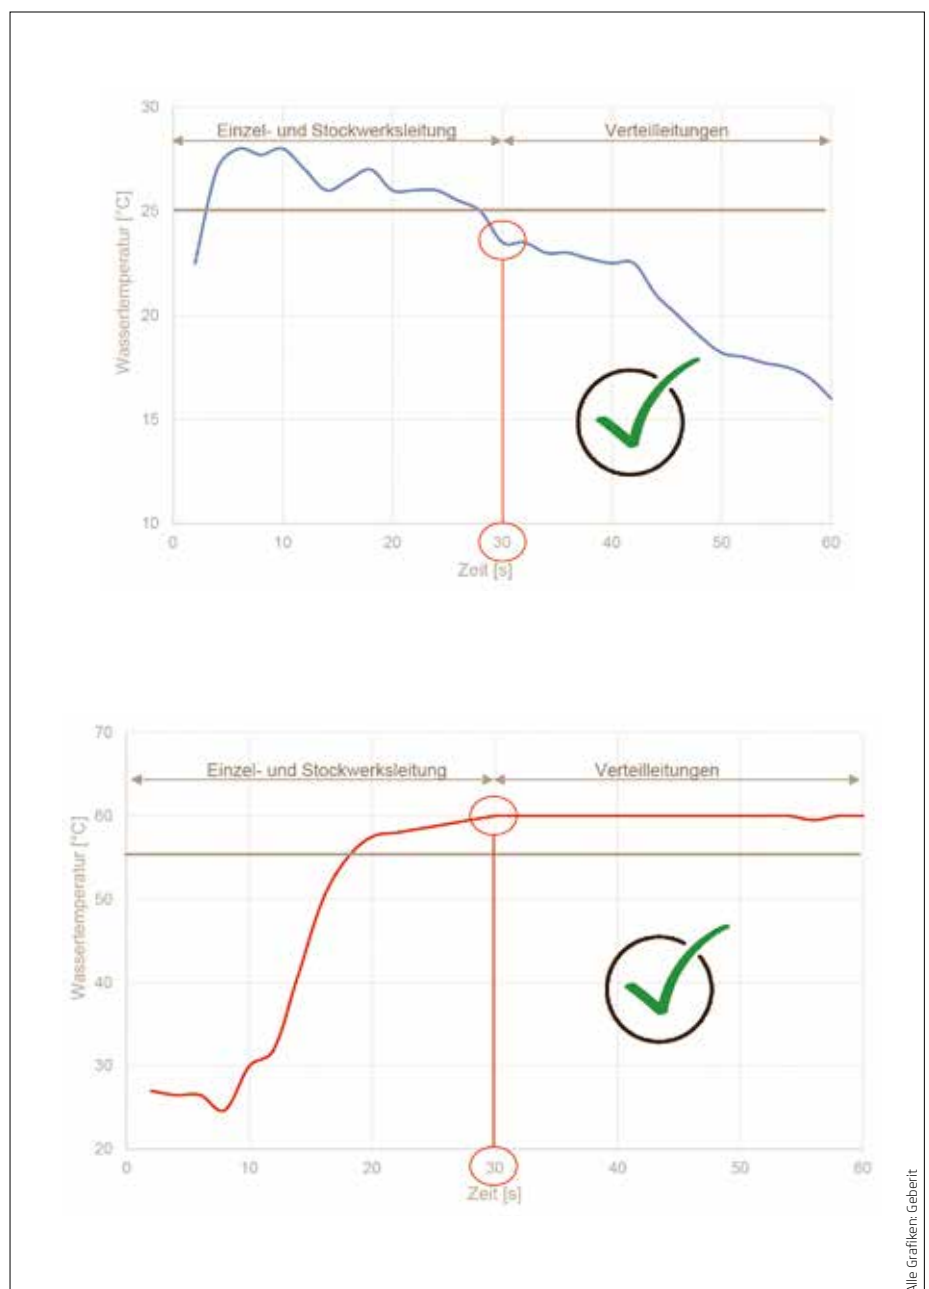 30
Einzel- und Stockwerksleitung Verteilleitungen
25
20
15
10
Wassertemperatur [°C]
0 10 20 30 40 50 60
Zeit [s]
70
Einzel- und Stockwerksleitung Verteilleitungen
60
50
40
30
20
Wassertemperatur [°C]
0 10 20 30 40 50 60
Zeit [s]
Alle Grafiken: Geberit